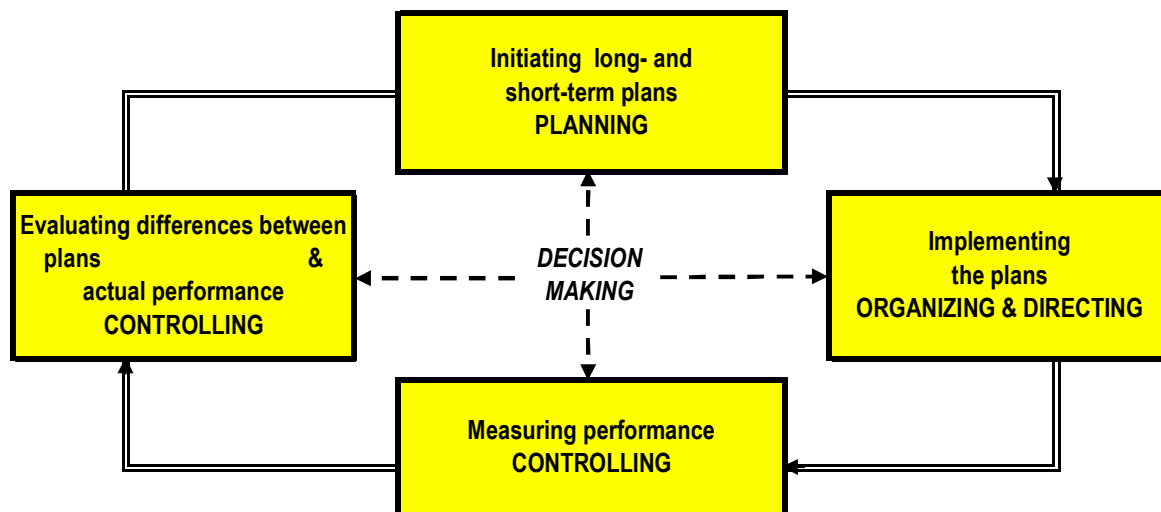 Initiating long- and
short-term plans
PLANNING
Evaluating differences between
plans &
actual performance
CONTROLLING
DECISION
MAKING
Implementing
the plans
ORGANIZING & DIRECTING
Measuring performance
CONTROLLING